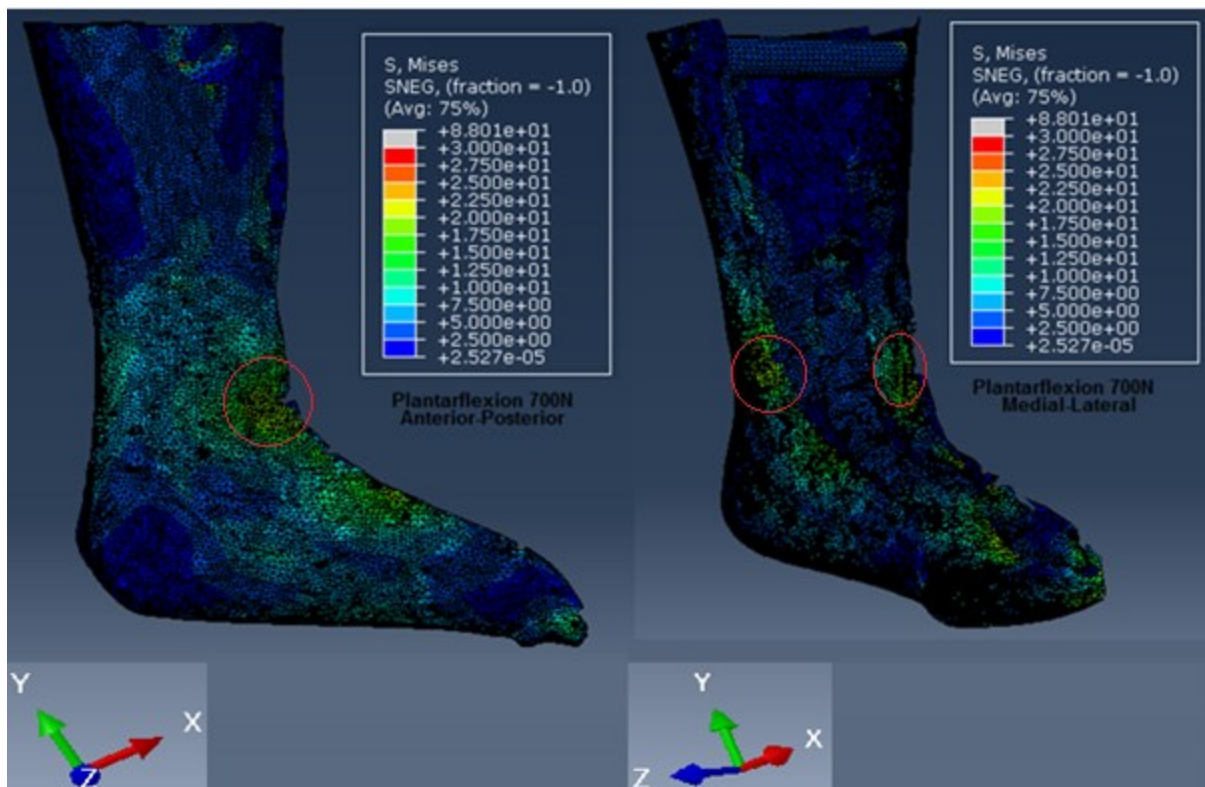 S, Mises
SNEG, (fraction = -1.0)
(Avg: 75%)
+8.801e+01
+3.000e+01
+2.750e+01
+2.500e+01
+2.250e+01
+2.000e+01
+1.750e+01
+1.500e+01
+1.250e+01
+1.000e+01
+7.500e+00
+5.000e+00
+2.500e+00
+2.527e-05
Plantarflexion 700N
Anterior-Posterior
Y
X
Z
S, Mises
SNEG, (fraction = -1.0)
(Avg: 75%)
+8.801e+01
+3.000e+01
+2.750e+01
+2.500e+01
+2.250e+01
+2.000e+01
+1.750e+01
+1.500e+01
+1.250e+01
+1.000e+01
+7.500e+00
+5.000e+00
+2.500e+00
+2.527e-05
Plantarflexion 700N
Medial-Lateral
Y
X
Z